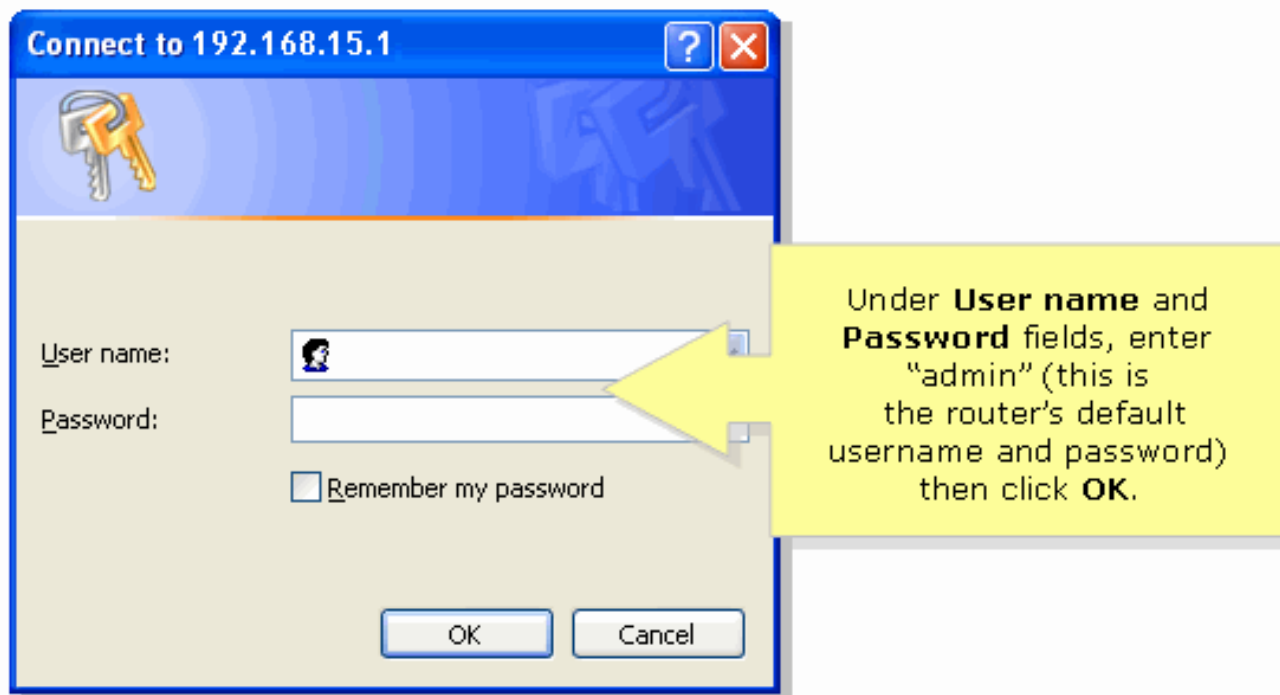 Connect to 192.168.15.1
User name:
Password:
Remember my password
OK
Cancel
Under User name and
Password fields, enter
“admin” (this is
the router’s default
username and password)
then click OK.